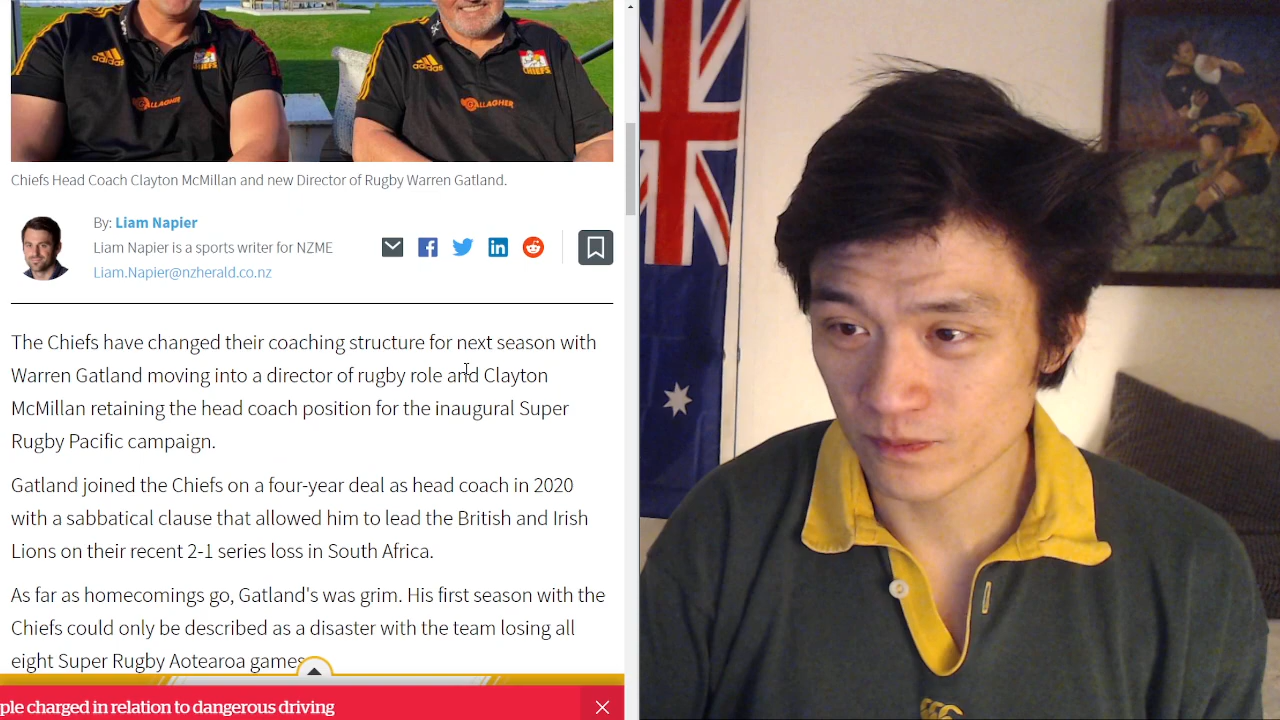 adidas
CHIEFS
GALLAGHER
adidas
CHIEFS
GALLAGHER
Chiefs Head Coach Clayton McMillan and new Director of Rugby Warren Gatland.
By: Liam Napier
Liam Napier is a sports writer for NZME
Liam.Napier@nzherald.co.nz
The Chiefs have changed their coaching structure for next season with
Warren Gatland moving into a director of rugby role and Clayton
McMillan retaining the head coach position for the inaugural Super
Rugby Pacific campaign.
Gatland joined the Chiefs on a four-year deal as head coach in 2020
with a sabbatical clause that allowed him to lead the British and Irish
Lions on their recent 2-1 series loss in South Africa.
As far as homecomings go, Gatland's was grim. His first season with the
Chiefs could only be described as a disaster with the team losing all
eight Super Rugby Aotearoa games
ple charged in relation to dangerous driving